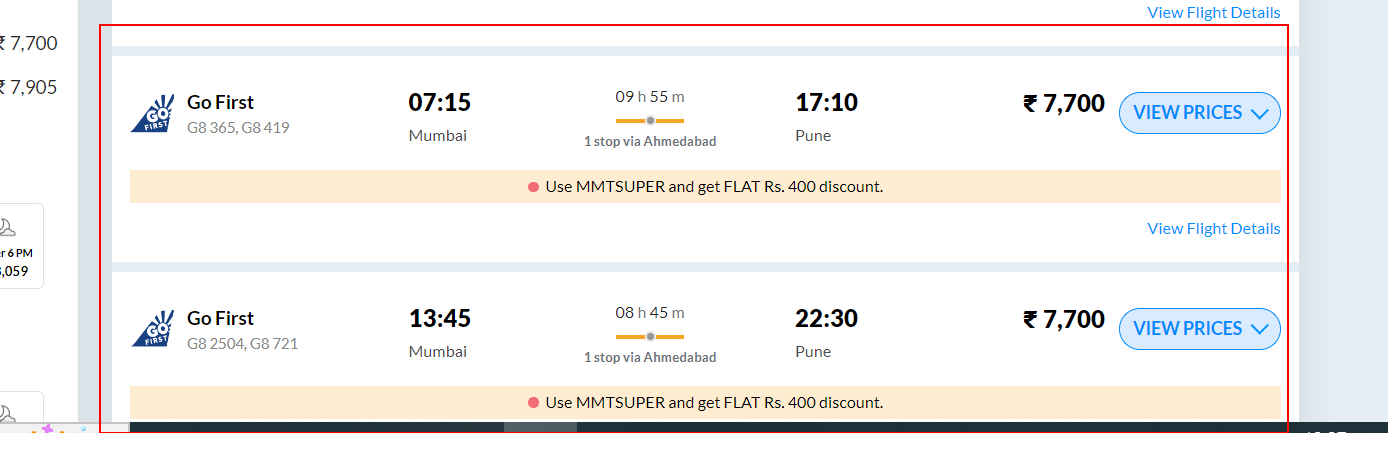 View Flight Details
₹ 7,700
₹ 7,905
Go First
07:15
09 h 55 m
17:10
₹ 7,700
VIEW PRICES
GO FIRST
G8 365, G8 419
Mumbai
1 stop via Ahmedabad
Pune
Use MMTSUPER and get FLAT Rs. 400 discount.
View Flight Details
6 PM
,059
Go First
13:45
08 h 45 m
22:30
₹ 7,700
VIEW PRICES
GO FIRST
G8 2504, G8 721
Mumbai
1 stop via Ahmedabad
Pune
Use MMTSUPER and get FLAT Rs. 400 discount.